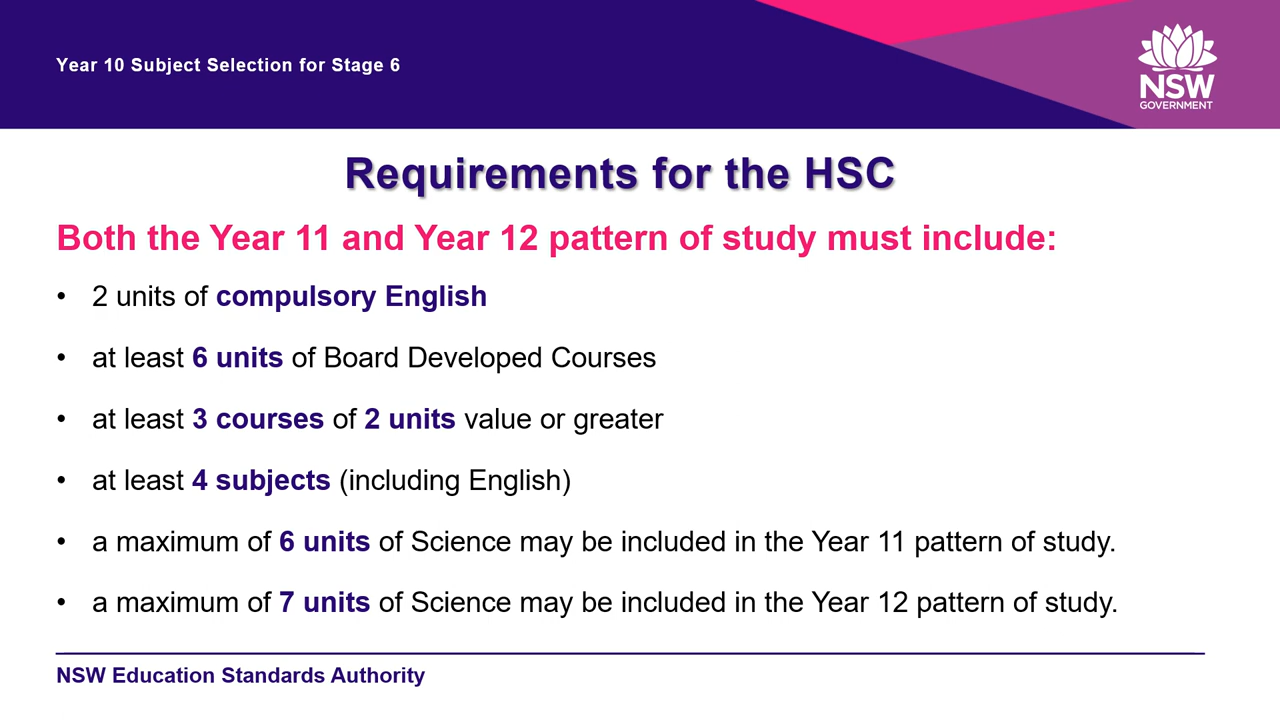 Year 10 Subject Selection for Stage 6
NSW
GOVERNMENT
Requirements for the HSC
Both the Year 11 and Year 12 pattern of study must include:
• 2 units of compulsory English
• at least 6 units of Board Developed Courses
• at least 3 courses of 2 units value or greater
• at least 4 subjects (including English)
• a maximum of 6 units of Science may be included in the Year 11 pattern of study.
• a maximum of 7 units of Science may be included in the Year 12 pattern of study.
NSW Education Standards Authority